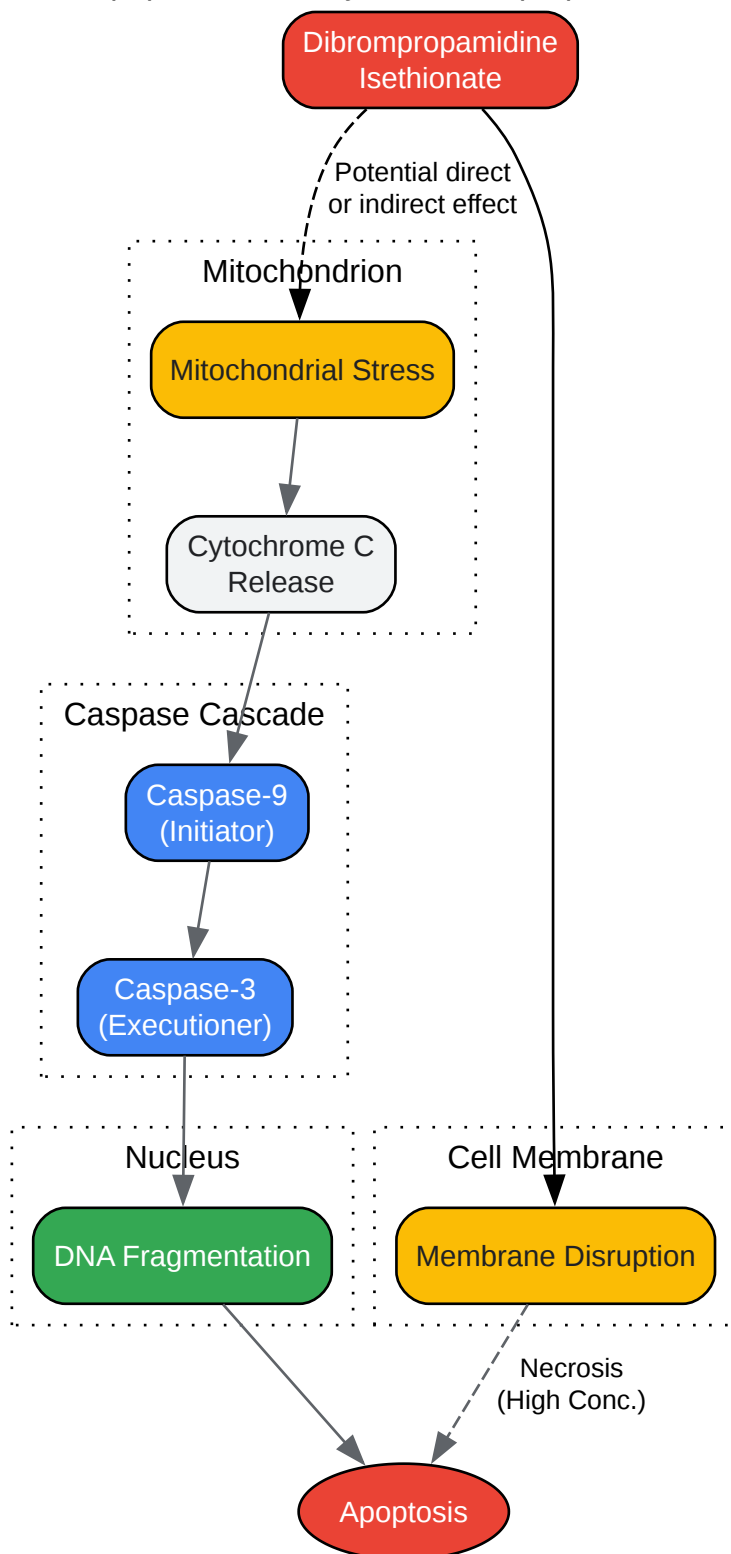 Dibrompropamidine
Isethionate
Potential direct
or indirect effect
Mitochondrion
Mitochondrial Stress
Cytochrome C
Release
Caspase Cascade
Caspase-9
(Initiator)
Caspase-3
(Executioner)
Nucleus
Cell Membrane
DNA Fragmentation
Membrane Disruption
Necrosis
(High Conc.)
Apoptosis